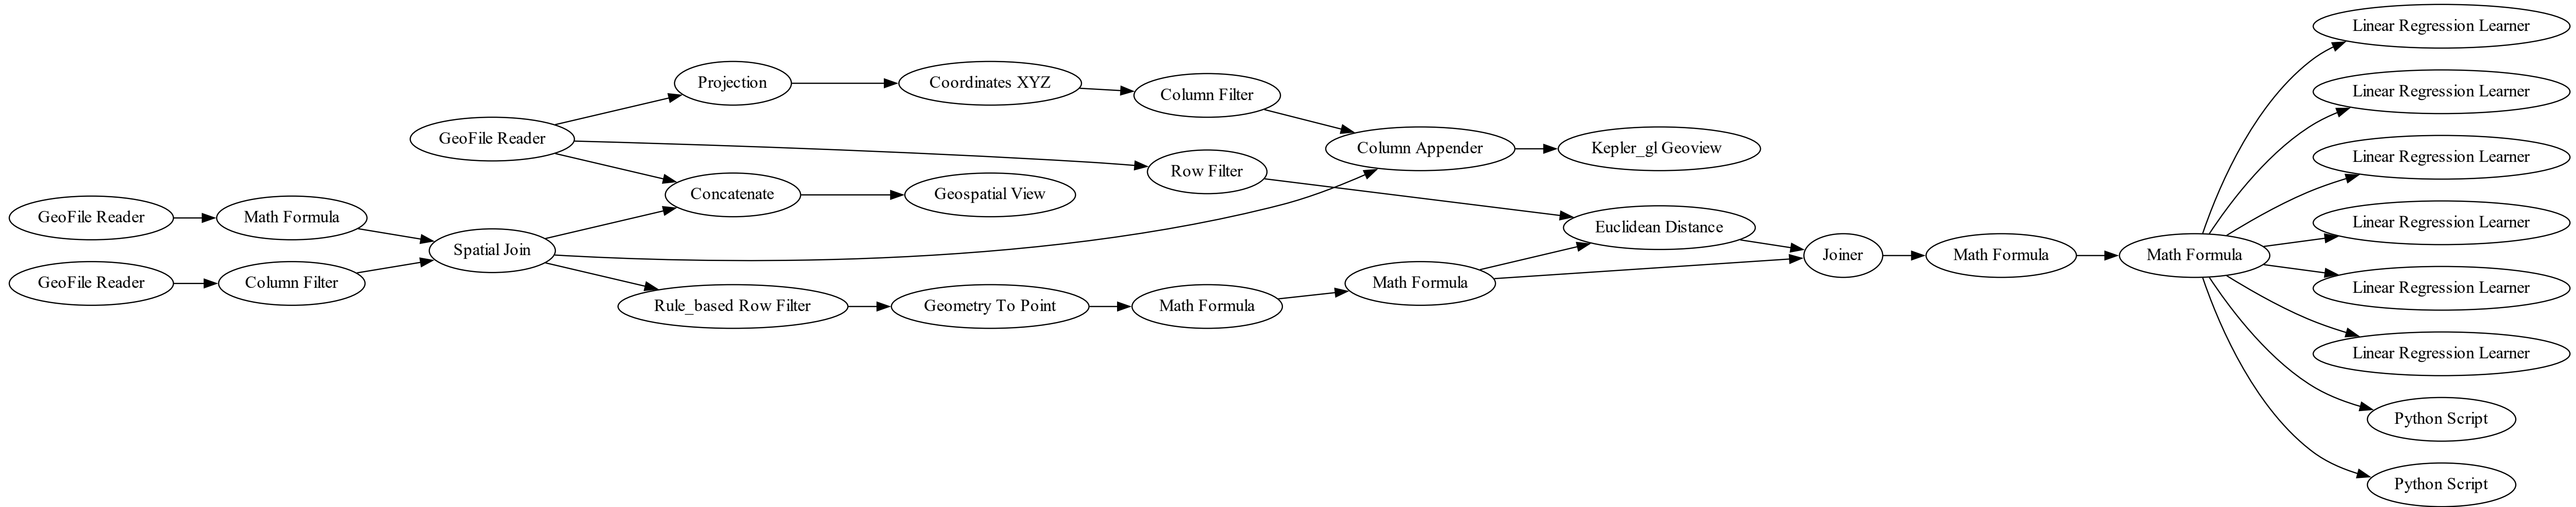 GeoFile Reader
Math Formula
GeoFile Reader
Column Filter
Spatial Join
GeoFile Reader
Projection
Coordinates XYZ
Column Filter
Concatenate
Geospatial View
Row Filter
Column Appender
Kepler_gl Geoview
Rule_based Row Filter
Geometry To Point
Math Formula
Math Formula
Euclidean Distance
Joiner
Math Formula
Math Formula
Linear Regression Learner
Linear Regression Learner
Linear Regression Learner
Linear Regression Learner
Linear Regression Learner
Linear Regression Learner
Python Script
Python Script